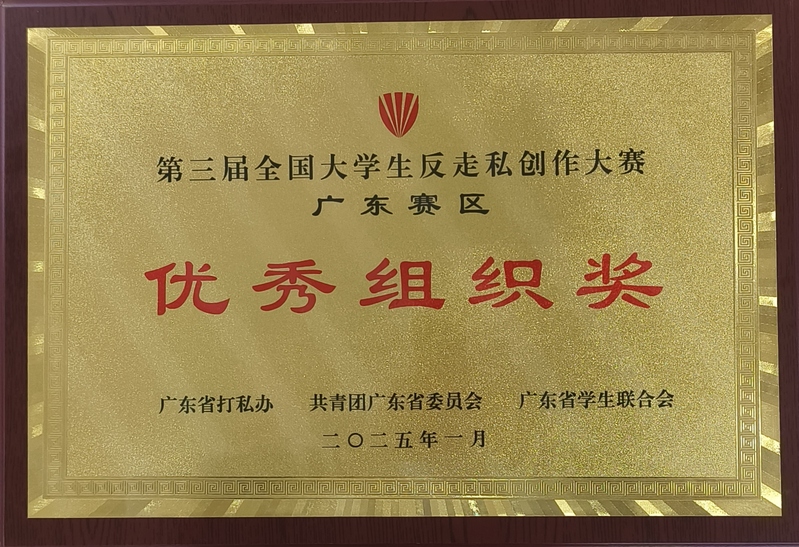 第三届全国大学生反走私创作大赛
广东赛区
优秀组织奖
广东省打私办 共青团广东省委员会 广东省学生联合会
二〇二五年一月